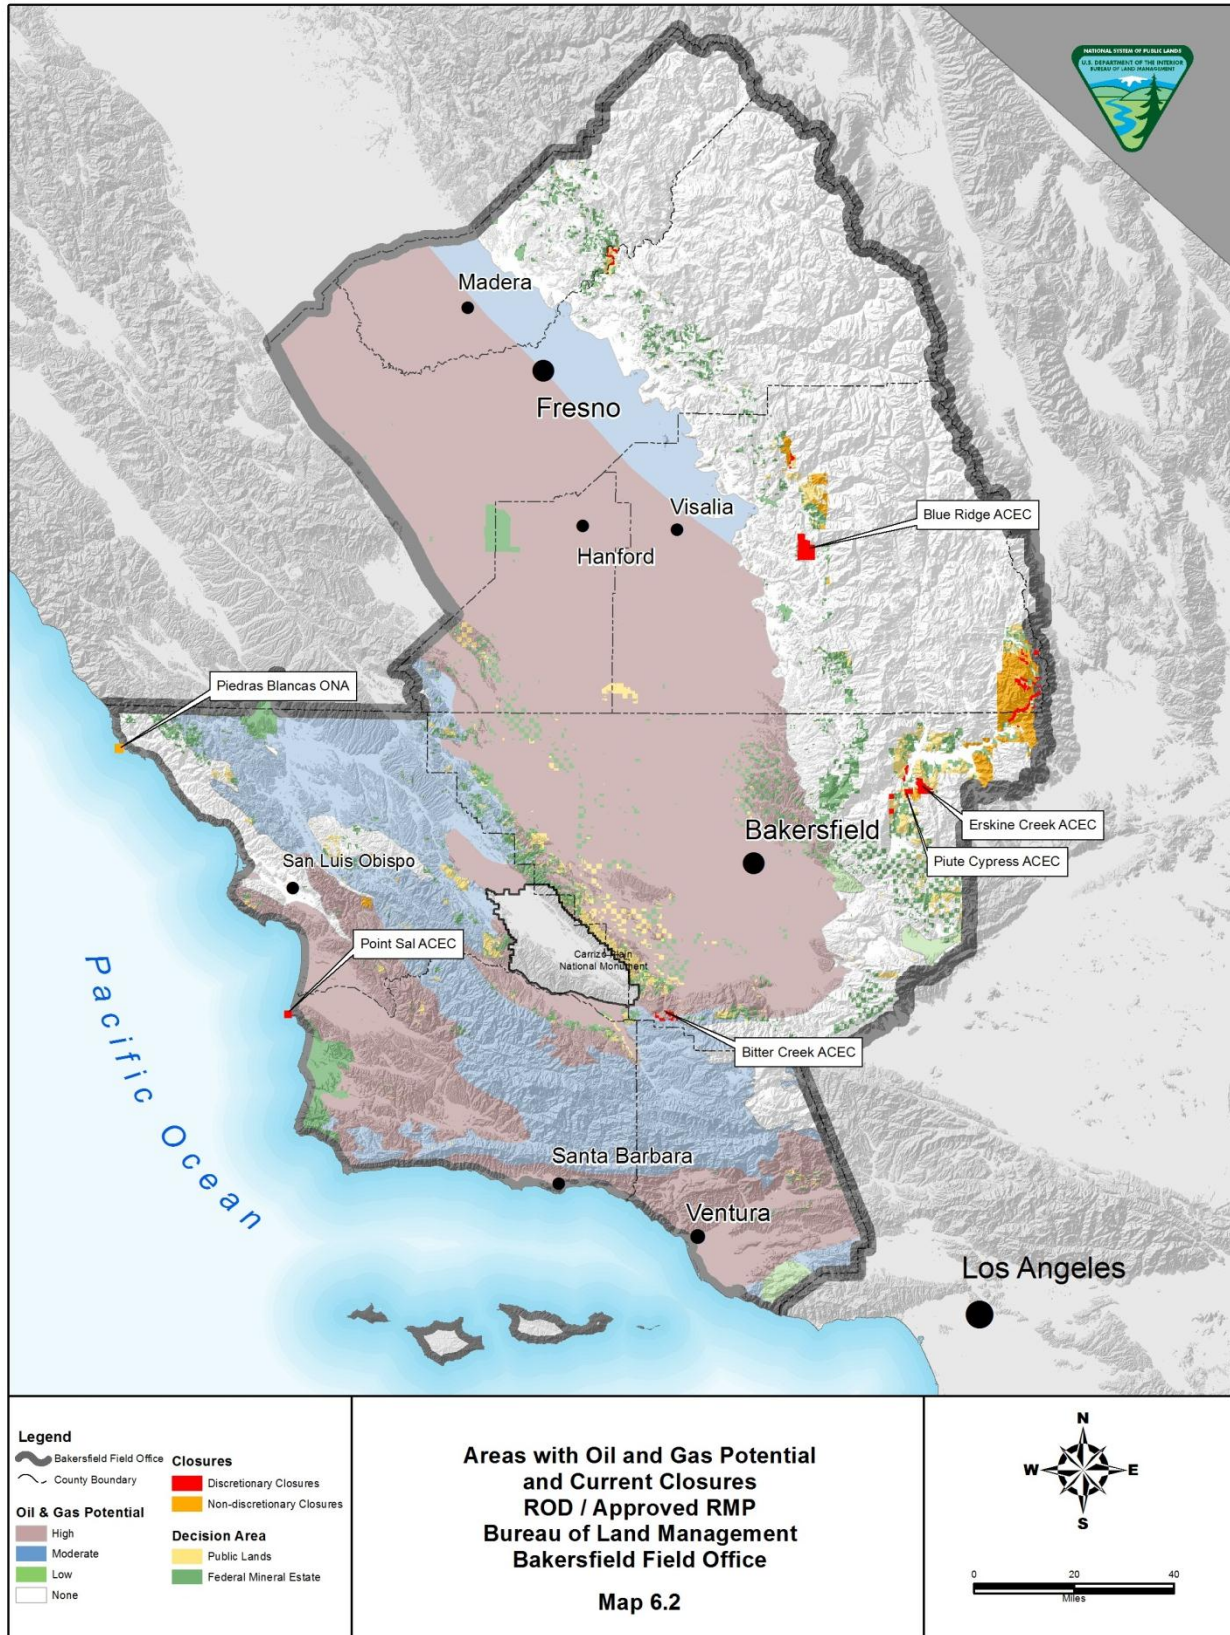 NATIONAL SYSTEM OF PUBLIC LANDS
U.S. DEPARTMENT OF THE INTERIOR
BUREAU OF LAND MANAGEMENT
Madera
Fresno
Visalia
Hanford
Blue Ridge ACEC
Piedras Blancas ONA
Bakersfield
Erskine Creek ACEC
Piute Cypress ACEC
San Luis Obispo
Point Sal ACEC
Carrizo Plain
National Monument
Bitter Creek ACEC
Pacific Ocean
Santa Barbara
Ventura
Los Angeles
Legend
Bakersfield Field Office
County Boundary
Oil & Gas Potential
High
Moderate
Low
None
Closures
Discretionary Closures
Non-discretionary Closures
Decision Area
Public Lands
Federal Mineral Estate
Areas with Oil and Gas Potential
and Current Closures
ROD / Approved RMP
Bureau of Land Management
Bakersfield Field Office
Map 6.2
N
W E
S
0 20 40
Miles